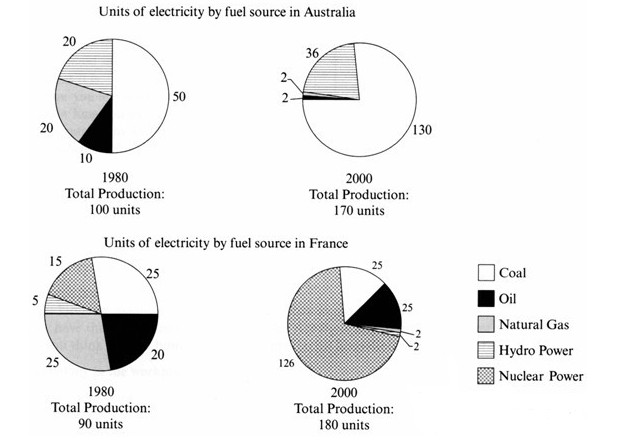 Units of electricity by fuel source in Australia
20
50
20
10
1980
Total Production:
100 units
36
2
2
130
2000
Total Production:
170 units
Units of electricity by fuel source in France
15
25
5
25
20
1980
Total Production:
90 units
25
25
2
2
126
2000
Total Production:
180 units
Coal
Oil
Natural Gas
Hydro Power
Nuclear Power